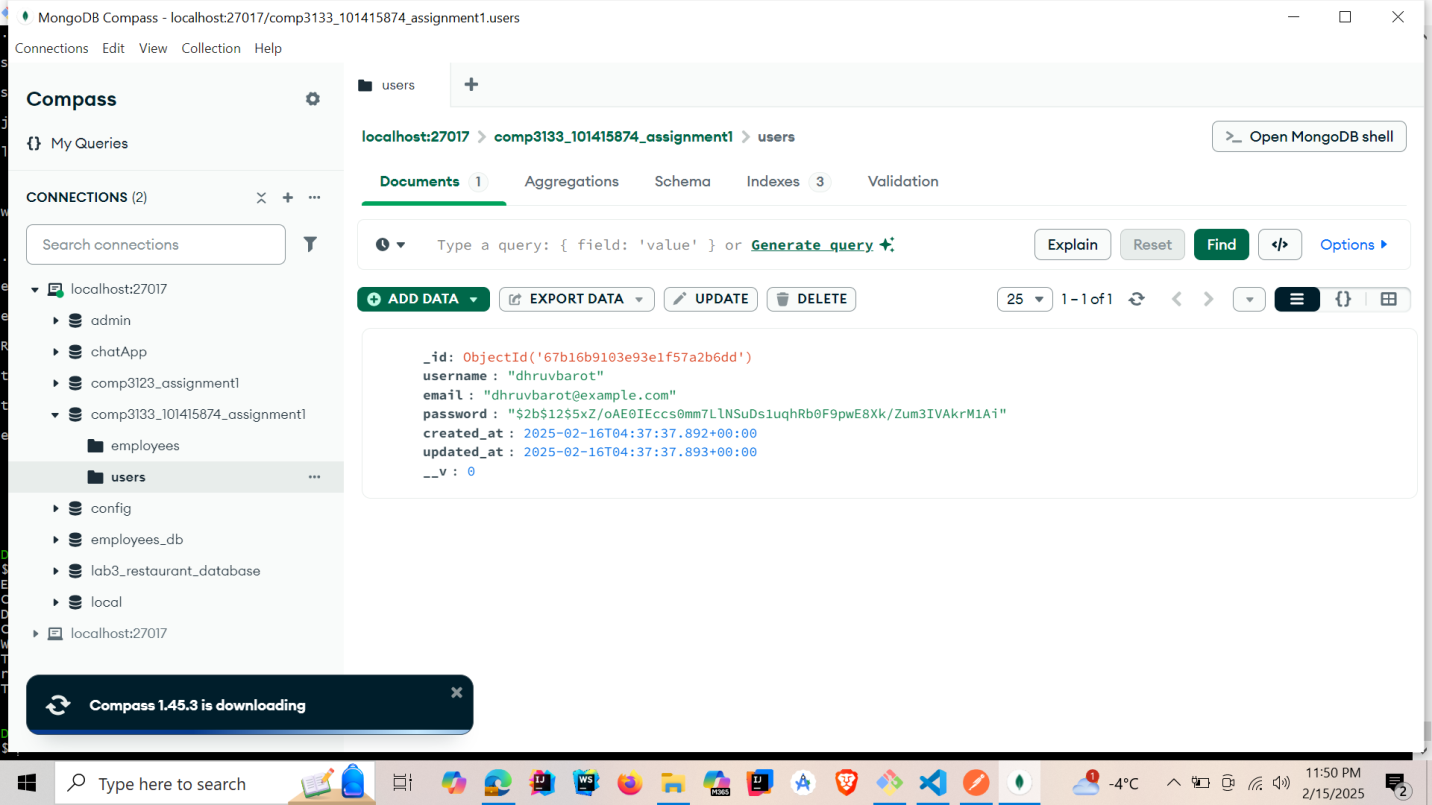 MongoDB Compass - localhost:27017/comp3133_101415874_assignment1.users
Connections Edit View Collection Help
Compass
My Queries
CONNECTIONS (2)
Search connections
localhost:27017
admin
chatApp
comp3123_assignment1
comp3133_101415874_assignment1
employees
users
config
employees_db
lab3_restaurant_database
local
localhost:27017
Compass 1.45.3 is downloading
users
localhost:27017 > comp3133_101415874_assignment1 > users
>_ Open MongoDB shell
Documents 1 Aggregations Schema Indexes 3 Validation
Type a query: { field: 'value' } or Generate query
Explain Reset Find </> Options
ADD DATA EXPORT DATA UPDATE DELETE
25 1 – 1 of 1 {}
_id: ObjectId('67b16b9103e93e1f57a2b6dd')
username : "dhruvbarot"
email : "dhruvbarot@example.com"
password : "$2b$12$5xZ/oAE0IEccs0mm7LlNSuDs1uqhRb0F9pwE8Xk/Zum3IVAkrM1Ai"
created_at : 2025-02-16T04:37:37.892+00:00
updated_at : 2025-02-16T04:37:37.893+00:00
__v : 0
Type here to search
-4°C
11:50 PM
2/15/2025
2